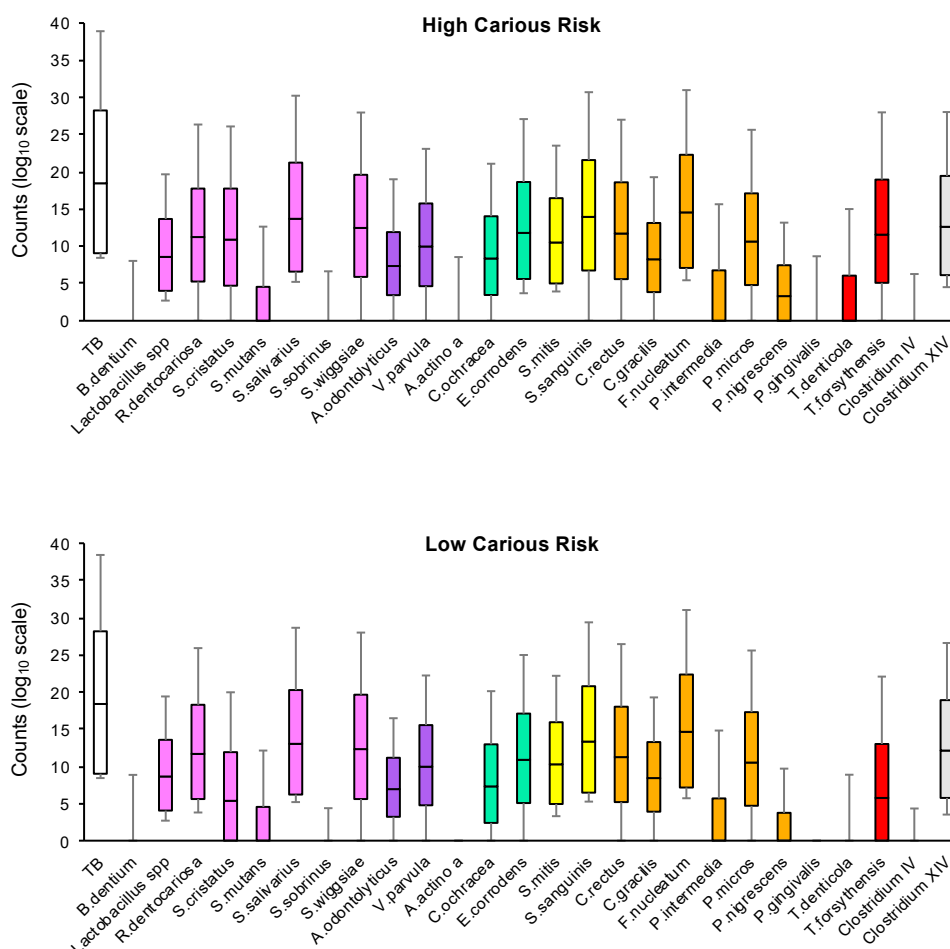 High Carious Risk
Counts (log10 scale)
40
35
30
25
20
15
10
5
0
TB
B.dentium
Lactobacillus spp
R.dentocariosa
S.cristatus
S.mutans
S.salivarius
S.sobrinus
S.wiggsiae
A.odontolyticus
V.parvula
A.actino a
C.ochracea
E.corrodens
S.mitis
S.sanguinis
C.rectus
C.gracilis
F.nucleatum
P.intermedia
P.micros
P.nigrescens
P.gingivalis
T.denticola
T.forsythensis
Clostridium IV
Clostridium XIV
Low Carious Risk
Counts (log10 scale)
40
35
30
25
20
15
10
5
0
TB
B.dentium
Lactobacillus spp
R.dentocariosa
S.cristatus
S.mutans
S.salivarius
S.sobrinus
S.wiggsiae
A.odontolyticus
V.parvula
A.actino a
C.ochracea
E.corrodens
S.mitis
S.sanguinis
C.rectus
C.gracilis
F.nucleatum
P.intermedia
P.micros
P.nigrescens
P.gingivalis
T.denticola
T.forsythensis
Clostridium IV
Clostridium XIV